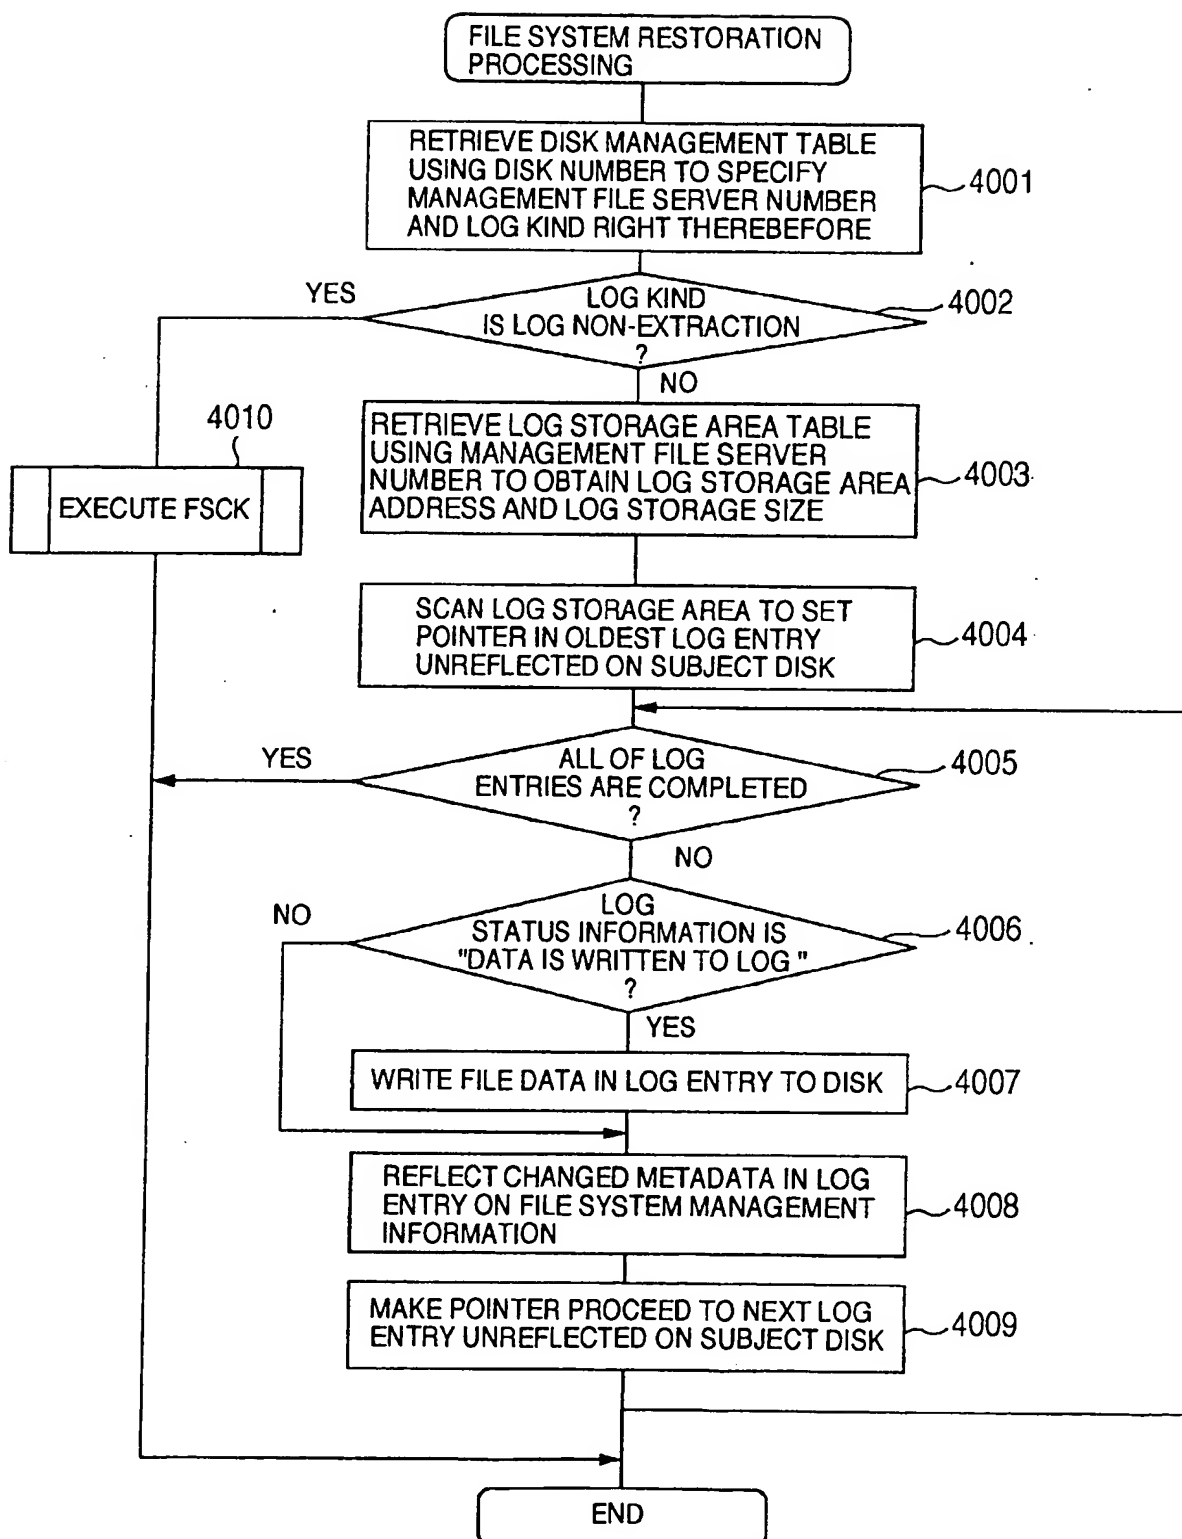 FILE SYSTEM RESTORATION
PROCESSING
RETRIEVE DISK MANAGEMENT TABLE
USING DISK NUMBER TO SPECIFY
MANAGEMENT FILE SERVER NUMBER
AND LOG KIND RIGHT THEREBEFORE
4001
YES
LOG KIND
IS LOG NON-EXTRACTION
?
4002
NO
4010
EXECUTE FSCK
RETRIEVE LOG STORAGE AREA TABLE
USING MANAGEMENT FILE SERVER
NUMBER TO OBTAIN LOG STORAGE AREA
ADDRESS AND LOG STORAGE SIZE
4003
SCAN LOG STORAGE AREA TO SET
POINTER IN OLDEST LOG ENTRY
UNREFLECTED ON SUBJECT DISK
4004
YES
ALL OF LOG
ENTRIES ARE COMPLETED
?
4005
NO
NO
LOG
STATUS INFORMATION IS
"DATA IS WRITTEN TO LOG "
?
4006
YES
WRITE FILE DATA IN LOG ENTRY TO DISK
4007
REFLECT CHANGED METADATA IN LOG
ENTRY ON FILE SYSTEM MANAGEMENT
INFORMATION
4008
MAKE POINTER PROCEED TO NEXT LOG
ENTRY UNREFLECTED ON SUBJECT DISK
4009
END